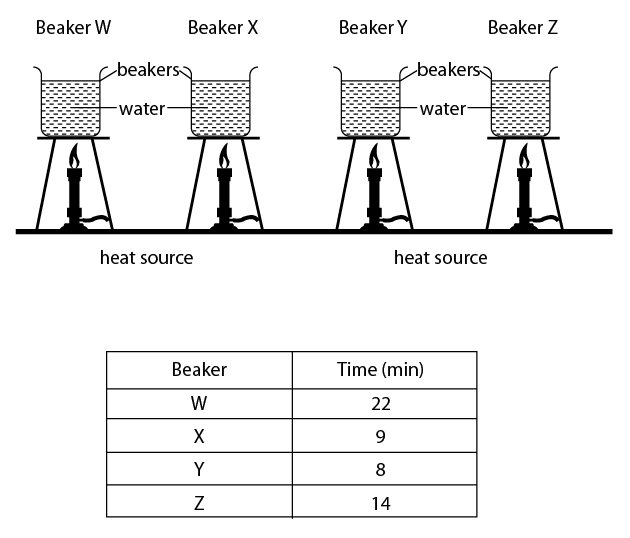 Beaker W Beaker X Beaker Y Beaker Z
beakers beakers
water water
heat source heat source
Beaker Time (min)
W 22
X 9
Y 8
Z 14